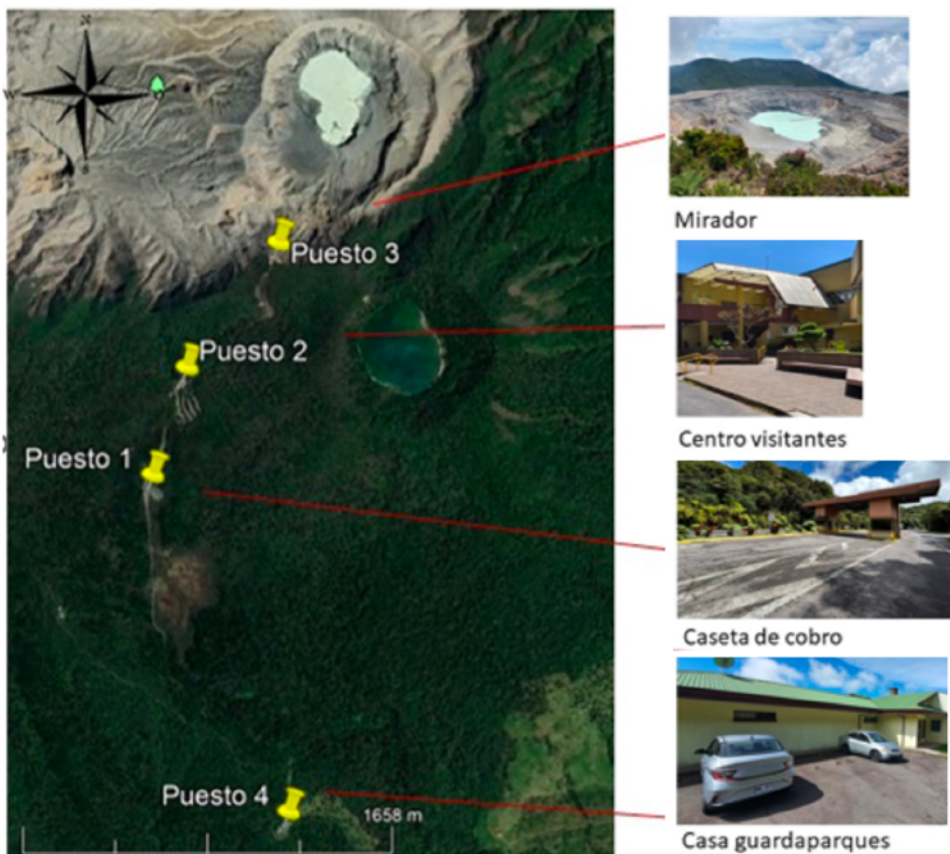 Mirador
Puesto 3
Centro visitantes
Puesto 2
Puesto 1
Caseta de cobro
Puesto 4
1658 m
Casa guardaparques